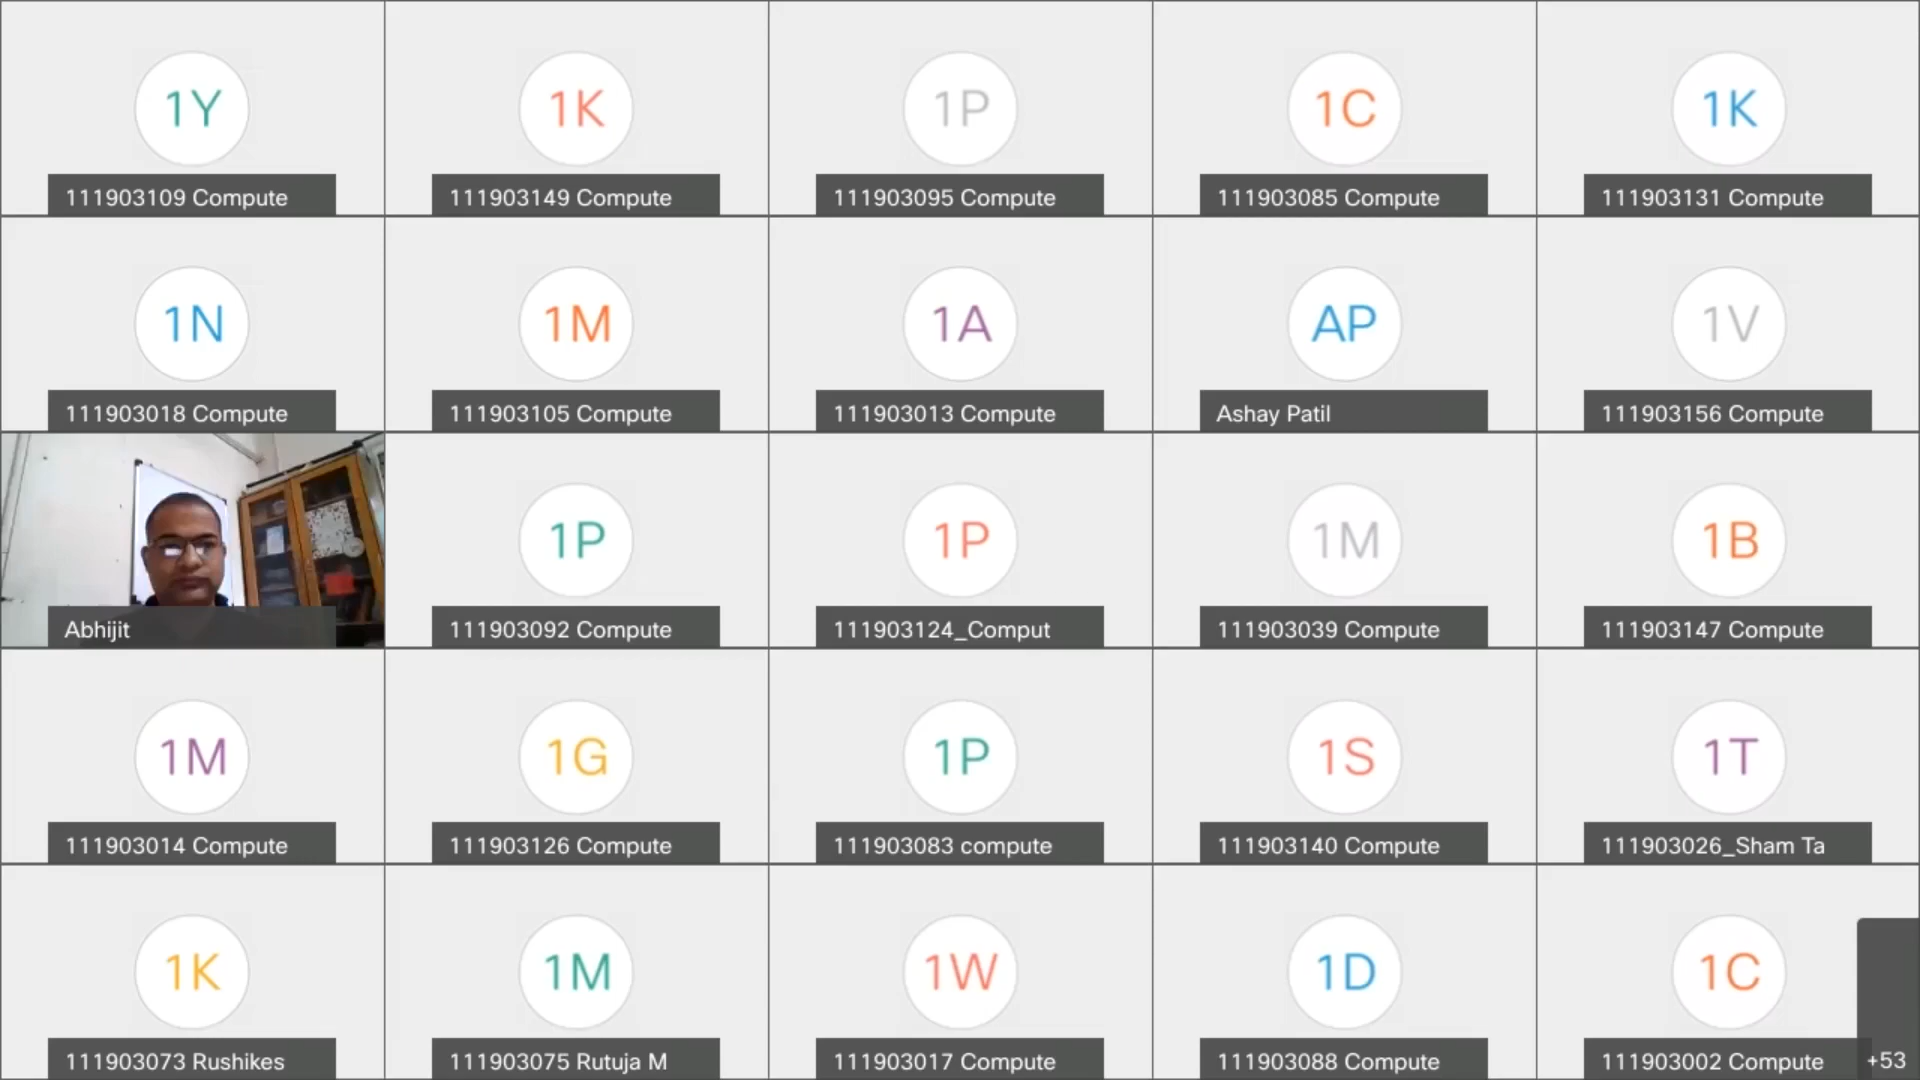 1Y
1K
1P
1C
1K
111903109 Compute
111903149 Compute
111903095 Compute
111903085 Compute
111903131 Compute
1N
1M
1A
AP
1V
111903018 Compute
111903105 Compute
111903013 Compute
Ashay Patil
111903156 Compute
1P
1P
1M
1B
Abhijit
111903092 Compute
111903124_Comput
111903039 Compute
111903147 Compute
1M
1G
1P
1S
1T
111903014 Compute
111903126 Compute
111903083 compute
111903140 Compute
111903026_Sham Ta
1K
1M
1W
1D
1C
111903073 Rushikes
111903075 Rutuja M
111903017 Compute
111903088 Compute
111903002 Compute
+53